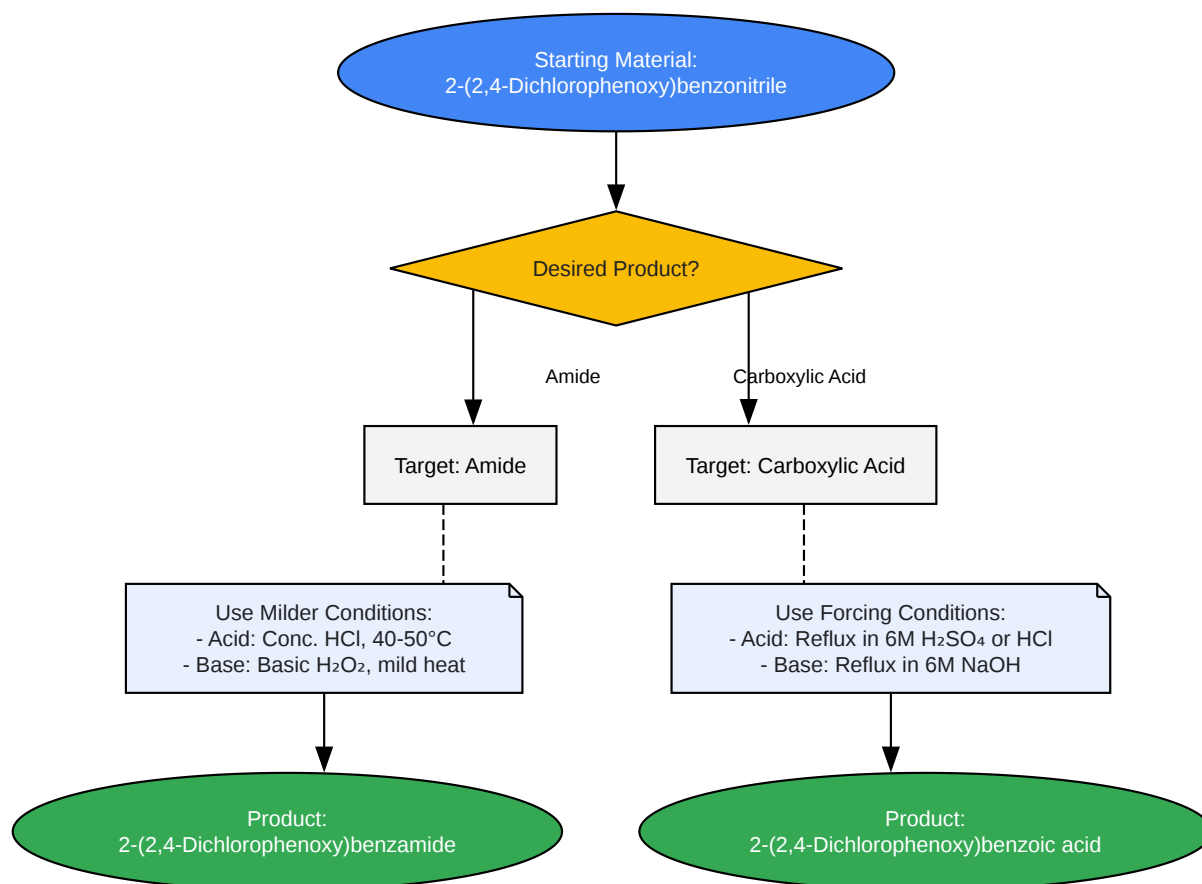 Starting Material:
2-(2,4-Dichlorophenoxy)benzonitrile
Desired Product?
Amide
Carboxylic Acid
Target: Amide
Target: Carboxylic Acid
Use Milder Conditions:
- Acid: Conc. HCl, 40-50°C
- Base: Basic H₂O₂, mild heat
Use Forcing Conditions:
- Acid: Reflux in 6M H₂SO₄ or HCl
- Base: Reflux in 6M NaOH
Product:
2-(2,4-Dichlorophenoxy)benzamide
Product:
2-(2,4-Dichlorophenoxy)benzoic acid